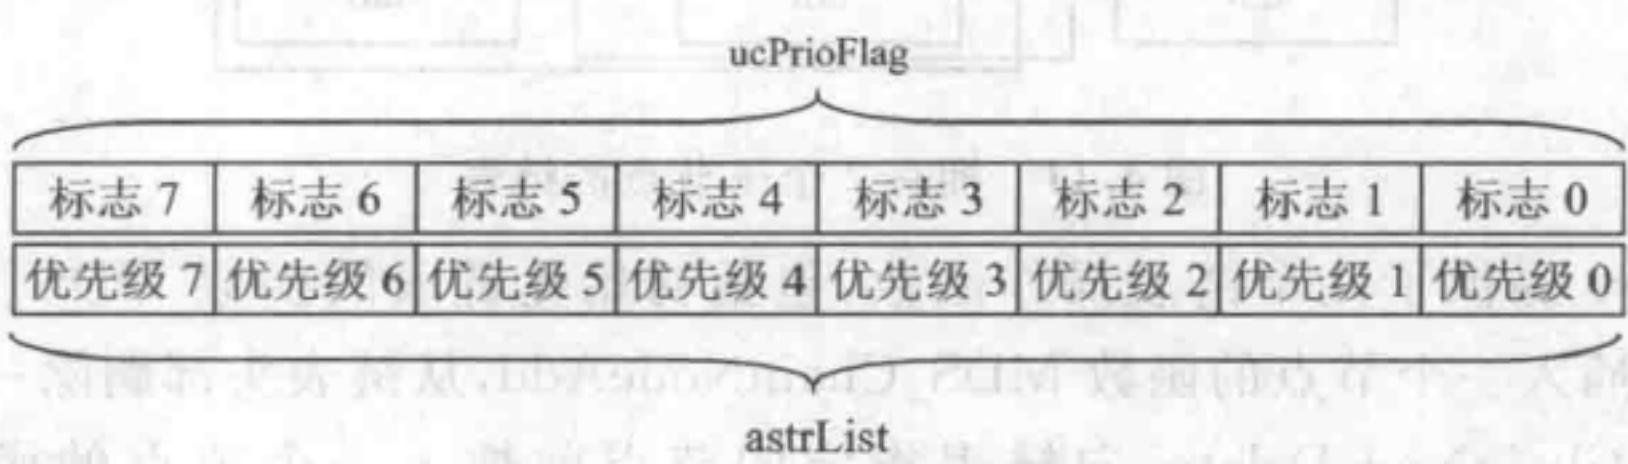 ucPrioFlag
标志 7 标志 6 标志 5 标志 4 标志 3 标志 2 标志 1 标志 0
优先级 7 优先级 6 优先级 5 优先级 4 优先级 3 优先级 2 优先级 1 优先级 0
astrList